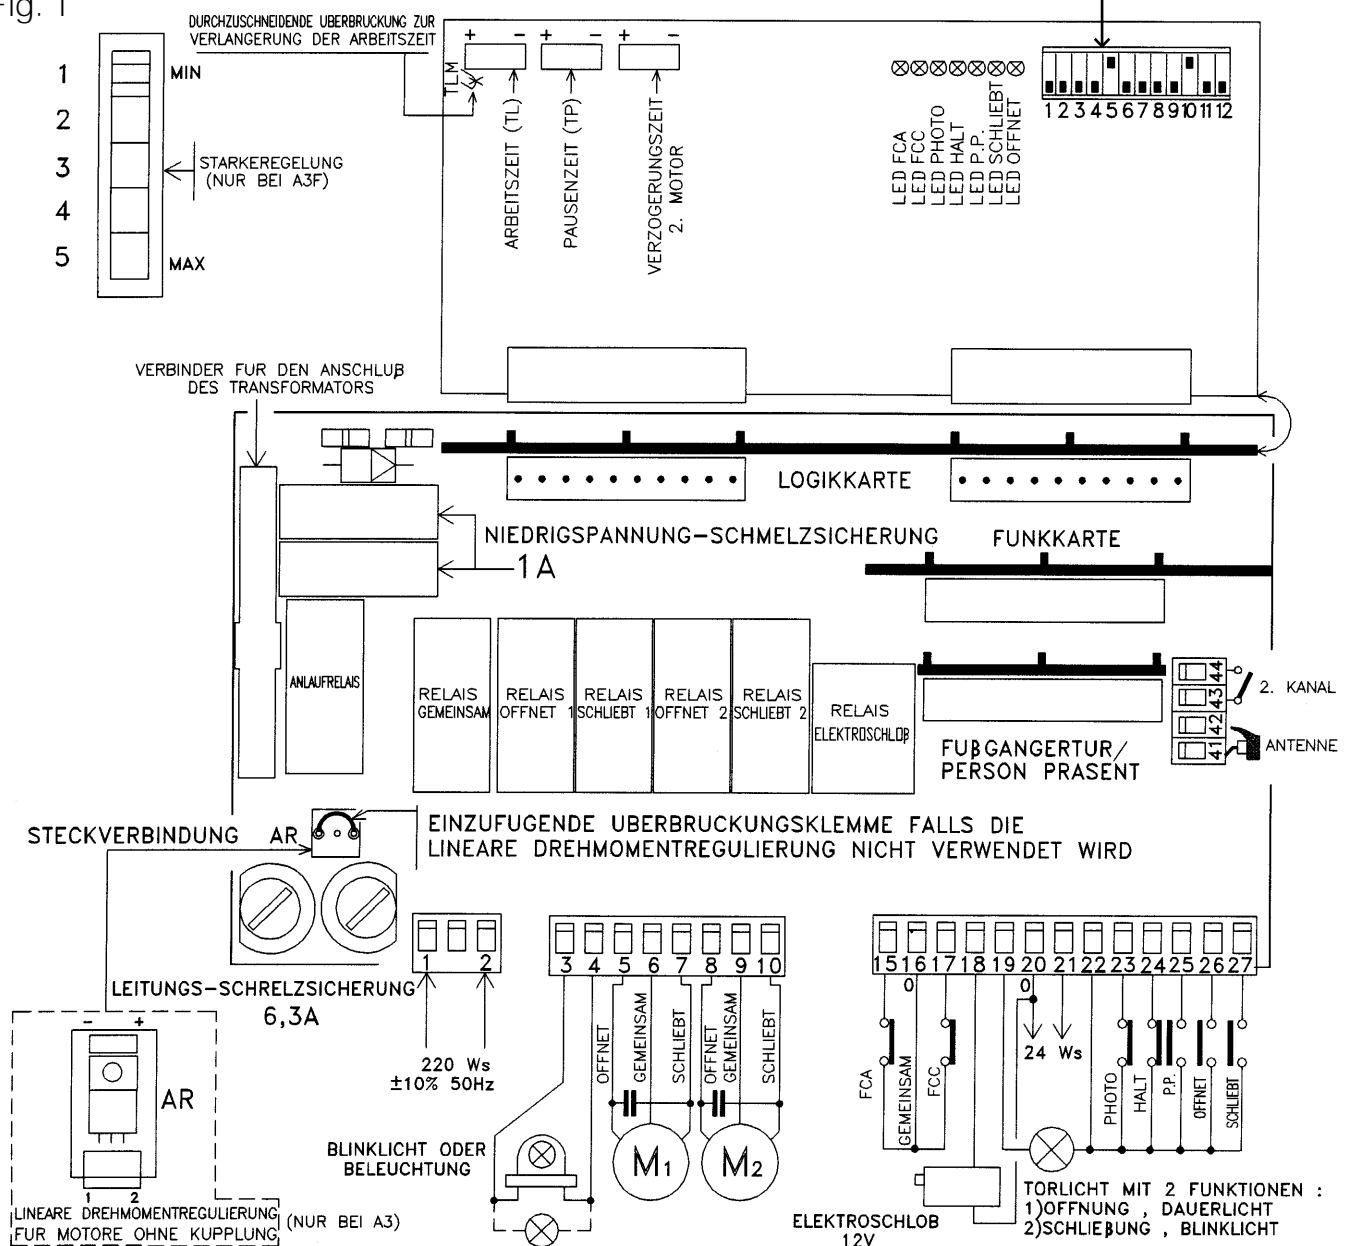 Fig. 1
DURCHZUSCHNEIDENDE UBERBRUCKUNG ZUR
VERLANGERUNG DER ARBEITSZEIT
1
MIN
2
3
4
5
MAX
STARKEREGELUNG
(NUR BEI A3F)
TLM
+ -
+ -
+ -
ARBEITSZEIT (TL)
PAUSENZEIT (TP)
VERZOGERUNGSZEIT
2. MOTOR
LED FCA
LED FCC
LED PHOTO
LED HALT
LED P.P.
LED SCHLIEBT
LED OFFNET
1 2 3 4 5 6 7 8 9 10 11 12
VERBINDER FUR DEN ANSCHLUß
DES TRANSFORMATORS
LOGIKKARTE
NIEDRIGSPANNUNG-SCHMELZSICHERUNG
1A
FUNKKARTE
ANLAUFRELAIS
RELAIS
GEMEINSAM
RELAIS
OFFNET 1
RELAIS
SCHLIEBT 1
RELAIS
OFFNET 2
RELAIS
SCHLIEBT 2
RELAIS
ELEKTROSCHLOß
FUßGANGERTUR/
PERSON PRASENT
44
43
42
41
2. KANAL
ANTENNE
STECKVERBINDUNG AR
EINZUFUGENDE UBERBRUCKUNGSKLEMME FALLS DIE
LINEARE DREHMOMENTREGULIERUNG NICHT VERWENDET WIRD
LEITUNGS-SCHRELZSICHERUNG
6,3A
1 2
220 Ws
±10% 50Hz
3 4 5 6 7 8 9 10
OFFNET
GEMEINSAM
SCHLIEBT
OFFNET
GEMEINSAM
SCHLIEBT
M1
M2
BLINKLICHT ODER
BELEUCHTUNG
15 16 17 18 19 20 21 22 23 24 25 26 27
0
0
24 Ws
FCA
GEMEINSAM
FCC
PHOTO
HALT
P.P.
OFFNET
SCHLIEBT
ELEKTROSCHLOB
12V
TORLICHT MIT 2 FUNKTIONEN :
1)OFFNUNG , DAUERLICHT
2)SCHLIEßUNG , BLINKLICHT
- +
AR
1 2
LINEARE DREHMOMENTREGULIERUNG
FUR MOTORE OHNE KUPPLUNG
(NUR BEI A3)